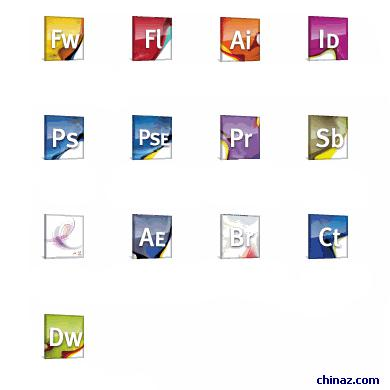 Fw Fl Ai ID
Ps PSE Pr Sb
AE Br Ct
Dw
chinaz.com